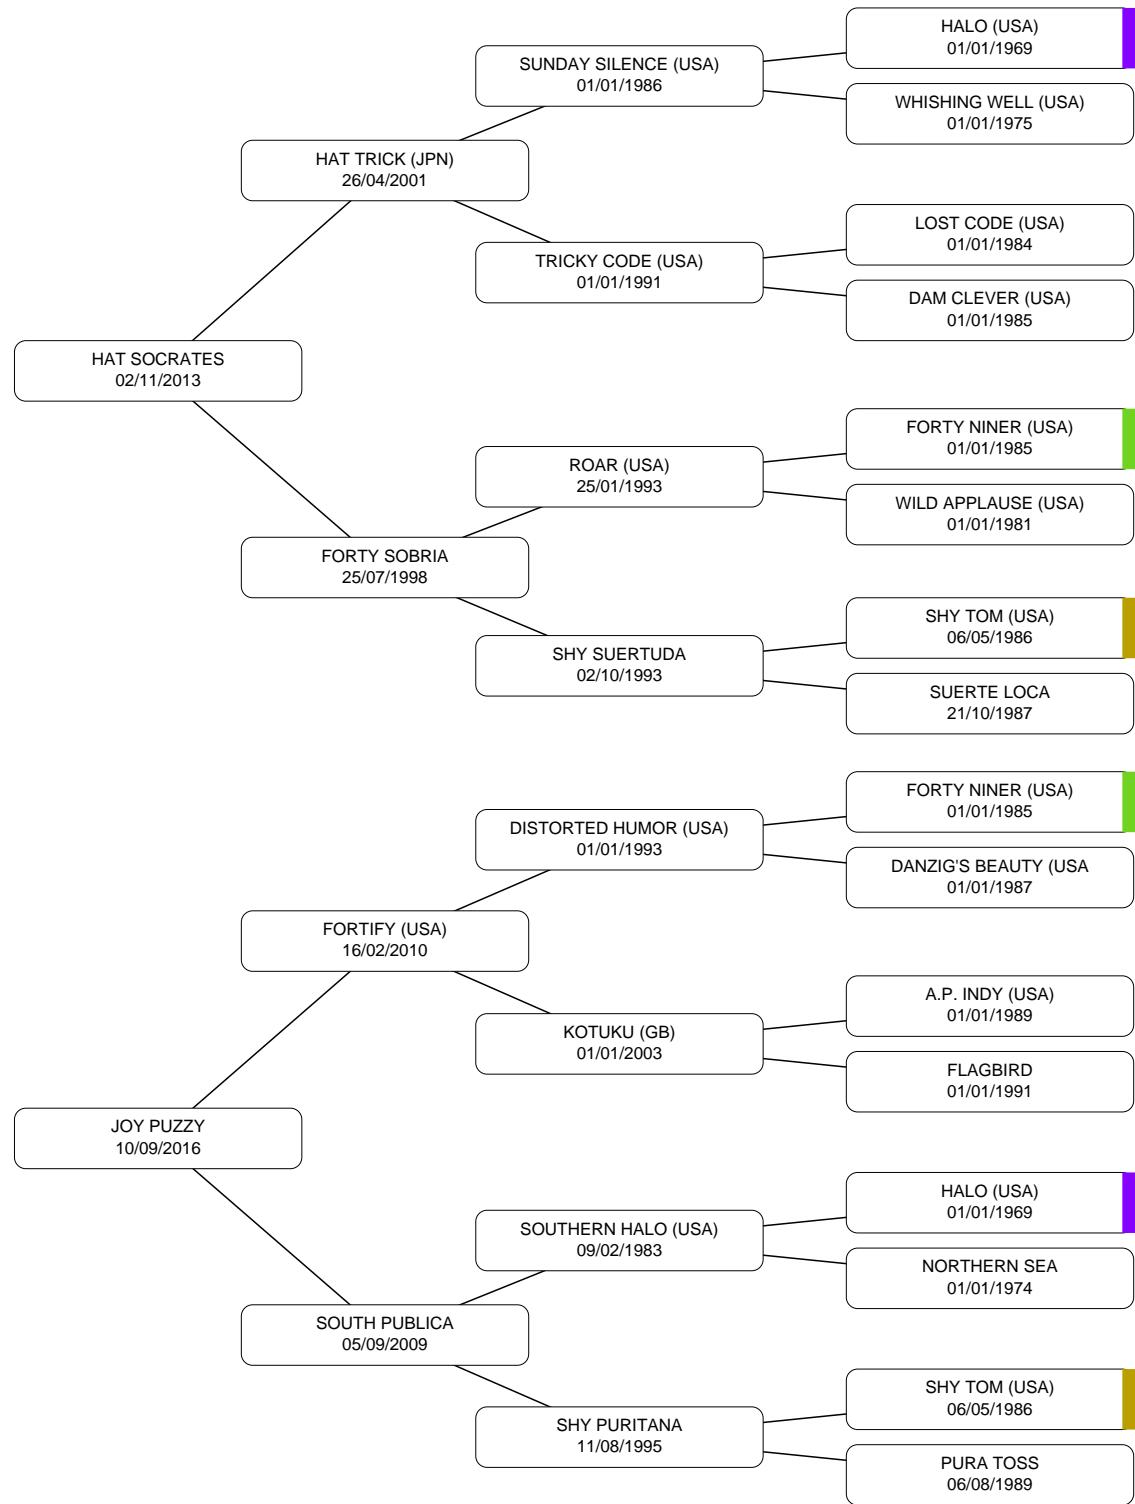 HALO (USA)
01/01/1969
SUNDAY SILENCE (USA)
01/01/1986
WHISHING WELL (USA)
01/01/1975
HAT TRICK (JPN)
26/04/2001
LOST CODE (USA)
01/01/1984
TRICKY CODE (USA)
01/01/1991
DAM CLEVER (USA)
01/01/1985
HAT SOCRATES
02/11/2013
FORTY NINER (USA)
01/01/1985
ROAR (USA)
25/01/1993
WILD APPLAUSE (USA)
01/01/1981
FORTY SOBRIA
25/07/1998
SHY TOM (USA)
06/05/1986
SHY SUERTUDA
02/10/1993
SUERTE LOCA
21/10/1987
FORTY NINER (USA)
01/01/1985
DISTORTED HUMOR (USA)
01/01/1993
DANZIG'S BEAUTY (USA
01/01/1987
FORTIFY (USA)
16/02/2010
A.P. INDY (USA)
01/01/1989
KOTUKU (GB)
01/01/2003
FLAGBIRD
01/01/1991
JOY PUZZY
10/09/2016
HALO (USA)
01/01/1969
SOUTHERN HALO (USA)
09/02/1983
NORTHERN SEA
01/01/1974
SOUTH PUBLICA
05/09/2009
SHY TOM (USA)
06/05/1986
SHY PURITANA
11/08/1995
PURA TOSS
06/08/1989